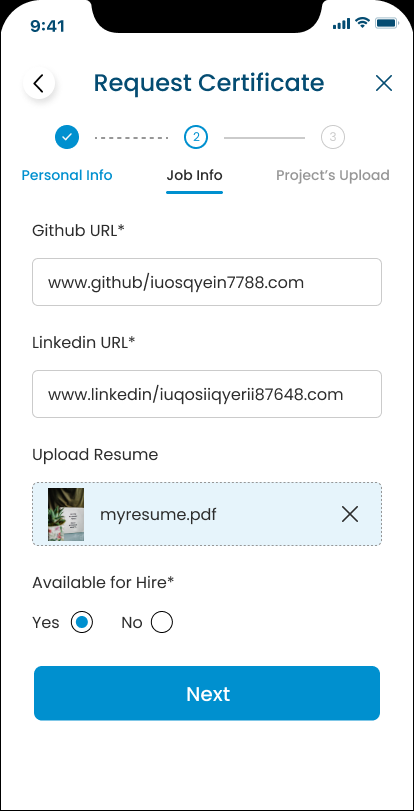 9:41
Request Certificate
2 3
Personal Info Job Info Project's Upload
Github URL*
www.github/iuosqyein7788.com
Linkedin URL*
www.linkedin/iuqosiiqyerii87648.com
Upload Resume
myresume.pdf
Available for Hire*
Yes No
Next